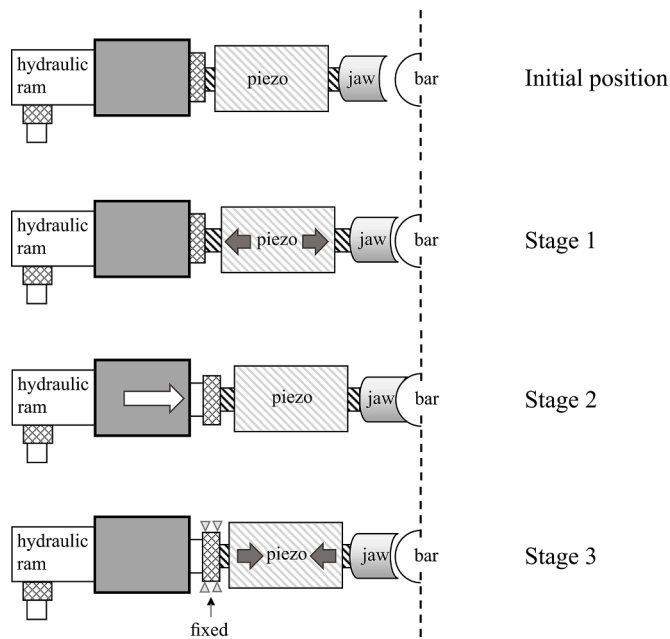 hydraulic
ram
piezo
jaw
bar
Initial position
hydraulic
ram
piezo
jaw
bar
Stage 1
hydraulic
ram
piezo
jaw
bar
Stage 2
hydraulic
ram
piezo
jaw
bar
Stage 3
fixed